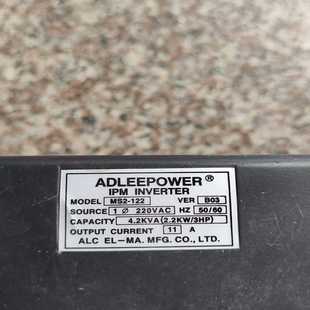 ADLEEPOWER®
IPM INVERTER
MODEL MS2-122 VER B03
SOURCE 1 Ø 220VAC HZ 50/60
CAPACITY 4.2KVA(2.2KW/3HP)
OUTPUT CURRENT 11 A
ALC EL-MA. MFG. CO., LTD.